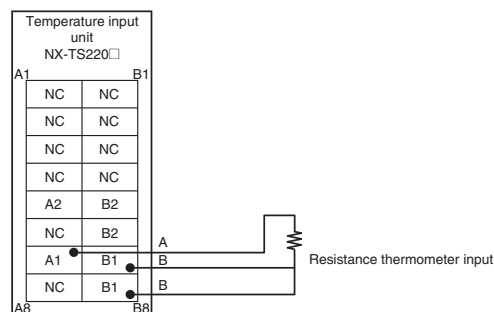 Temperature input
unit
NX-TS220□
A1 B1
NC NC
NC NC
NC NC
NC NC
A2 B2
NC B2
A
A1 B1 B
Resistance thermometer input
NC B1 B
A8 B8